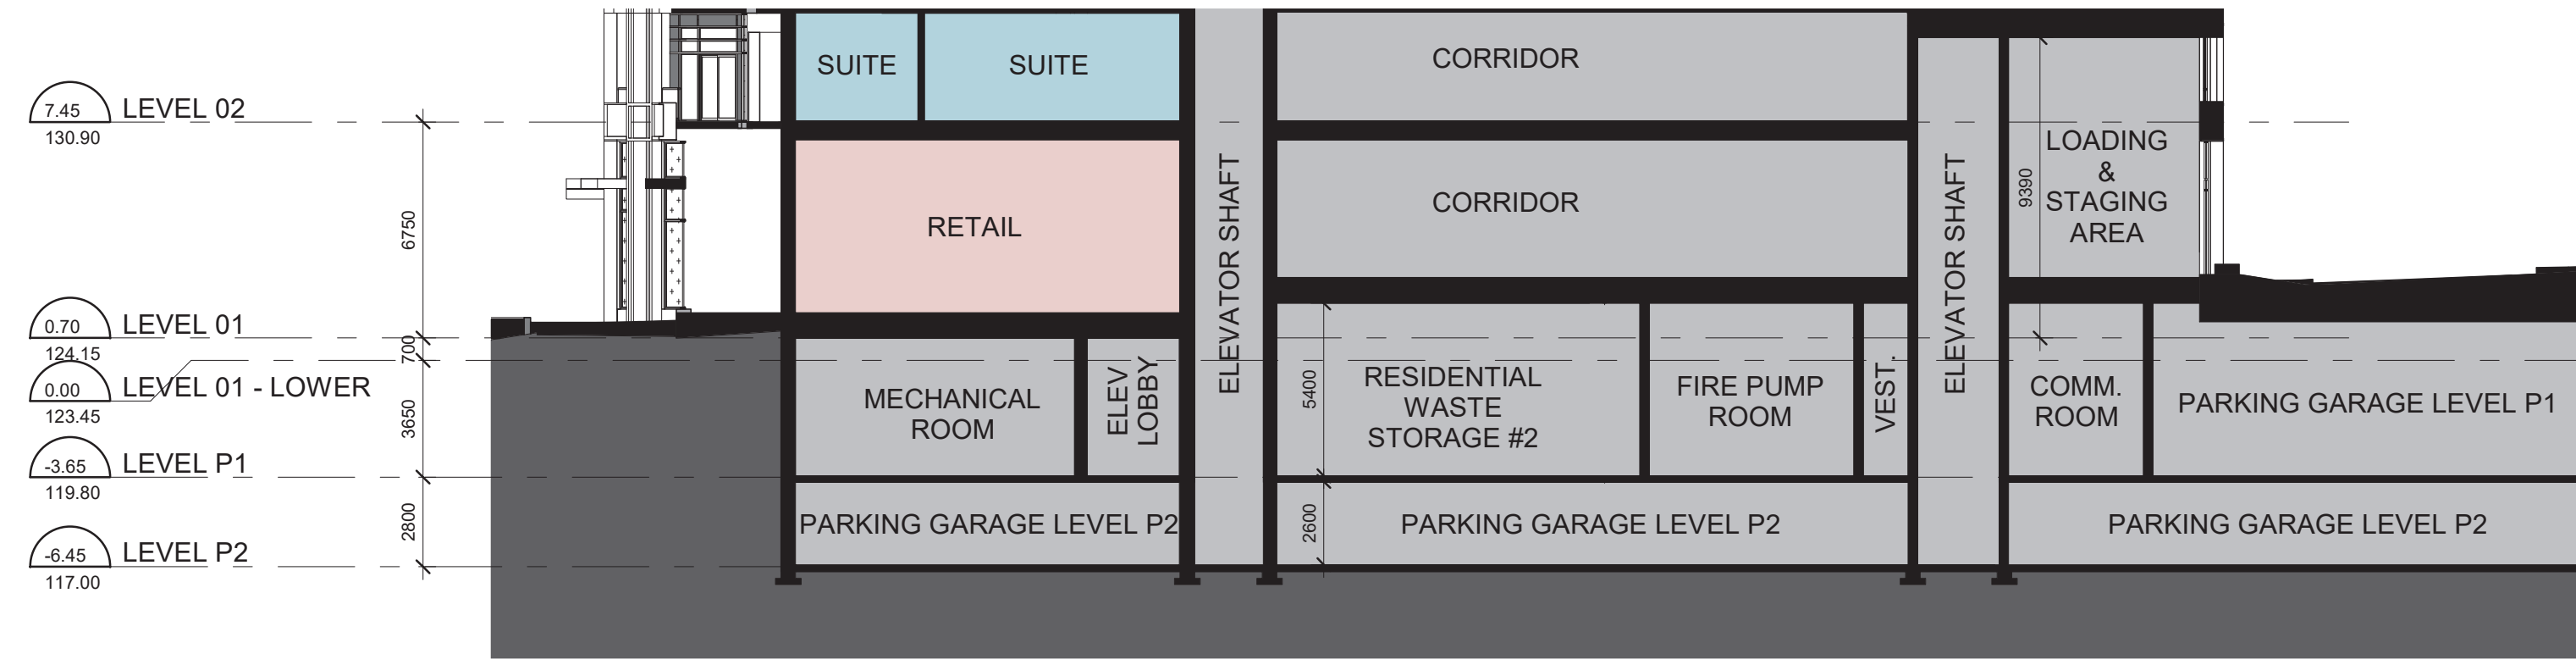 7.45
LEVEL 02
130.90
0.70
LEVEL 01
124.15
0.00
LEVEL 01 - LOWER
123.45
-3.65
LEVEL P1
119.80
-6.45
LEVEL P2
117.00
6750
700
3650
2800
SUITE
SUITE
RETAIL
MECHANICAL
ROOM
ELEV
LOBBY
PARKING GARAGE LEVEL P2
ELEVATOR SHAFT
CORRIDOR
CORRIDOR
5400
RESIDENTIAL
WASTE
STORAGE #2
FIRE PUMP
ROOM
VEST.
2600
PARKING GARAGE LEVEL P2
ELEVATOR SHAFT
9390
LOADING
&
STAGING
AREA
COMM.
ROOM
PARKING GARAGE LEVEL P1
PARKING GARAGE LEVEL P2